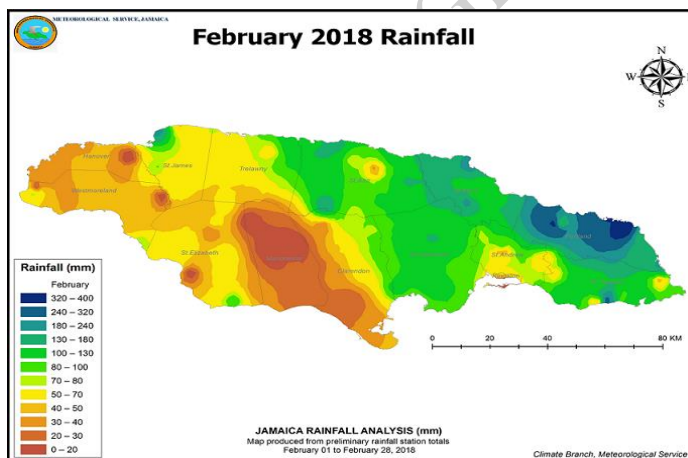 METEOROLOGICAL SERVICE, JAMAICA
February 2018 Rainfall
N
W E
S
Hanover
St.James
Trelawny
Westmoreland
St.Elizabeth
Clarendon
St.Andrew
Rainfall (mm)
February
320 – 400
240 – 320
180 – 240
130 – 180
100 – 130
80 – 100
70 – 80
50 – 70
40 – 50
30 – 40
20 – 30
0 – 20
0 20 40 80 KM
JAMAICA RAINFALL ANALYSIS (mm)
Map produced from preliminary rainfall station totals
February 01 to February 28, 2018
Climate Branch, Meteorological Service